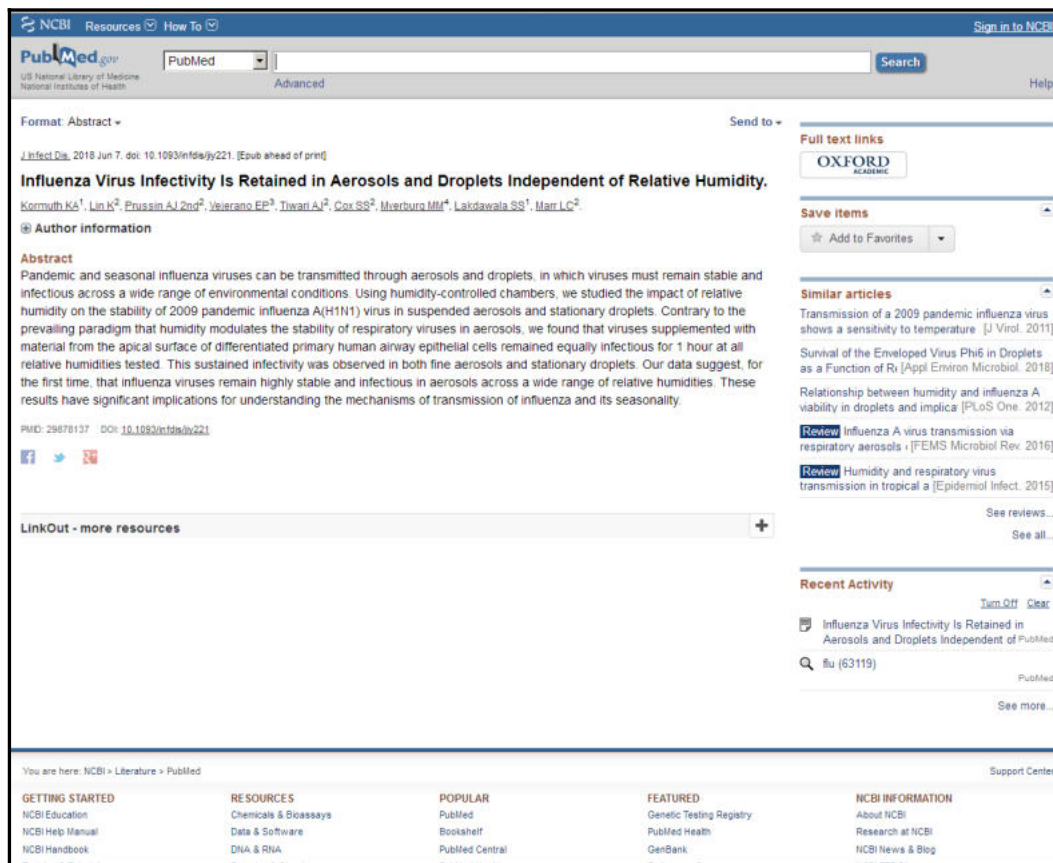 NCBI Resources How To Sign in to NCBI
PubMed.gov
US National Library of Medicine
National Institutes of Health
PubMed
Search
Advanced
Help
Format: Abstract
Send to
J Infect Dis. 2018 Jun 7. doi: 10.1093/infdis/jiy221. [Epub ahead of print]
Influenza Virus Infectivity Is Retained in Aerosols and Droplets Independent of Relative Humidity.
Kormuth KA1, Lin K2, Prussin AJ 2nd2, Vejerano EP3, Tiwari AJ2, Cox SS2, Myerburg MM4, Lakdawala SS1, Marr LC2.
Author information
Abstract
Pandemic and seasonal influenza viruses can be transmitted through aerosols and droplets, in which viruses must remain stable and
infectious across a wide range of environmental conditions. Using humidity-controlled chambers, we studied the impact of relative
humidity on the stability of 2009 pandemic influenza A(H1N1) virus in suspended aerosols and stationary droplets. Contrary to the
prevailing paradigm that humidity modulates the stability of respiratory viruses in aerosols, we found that viruses supplemented with
material from the apical surface of differentiated primary human airway epithelial cells remained equally infectious for 1 hour at all
relative humidities tested. This sustained infectivity was observed in both fine aerosols and stationary droplets. Our data suggest, for
the first time, that influenza viruses remain highly stable and infectious in aerosols across a wide range of relative humidities. These
results have significant implications for understanding the mechanisms of transmission of influenza and its seasonality.
PMID: 29878137 DOI: 10.1093/infdis/jiy221
LinkOut - more resources
Full text links
OXFORD
ACADEMIC
Save items
Add to Favorites
Similar articles
Transmission of a 2009 pandemic influenza virus
shows a sensitivity to temperature [J Virol. 2011]
Survival of the Enveloped Virus Phi6 in Droplets
as a Function of Re [Appl Environ Microbiol. 2018]
Relationship between humidity and influenza A
viability in droplets and implica [PLoS One. 2012]
Review Influenza A virus transmission via
respiratory aerosols [FEMS Microbiol Rev. 2016]
Review Humidity and respiratory virus
transmission in tropical a [Epidemiol Infect. 2015]
See reviews...
See all...
Recent Activity
Turn Off Clear
Influenza Virus Infectivity Is Retained in
Aerosols and Droplets Independent of PubMed
flu (63119)
PubMed
See more...
You are here: NCBI > Literature > PubMed
Support Center
GETTING STARTED RESOURCES POPULAR FEATURED NCBI INFORMATION
NCBI Education Chemicals & Bioassays PubMed Genetic Testing Registry About NCBI
NCBI Help Manual Data & Software Bookshelf PubMed Health Research at NCBI
NCBI Handbook DNA & RNA PubMed Central GenBank NCBI News & Blog